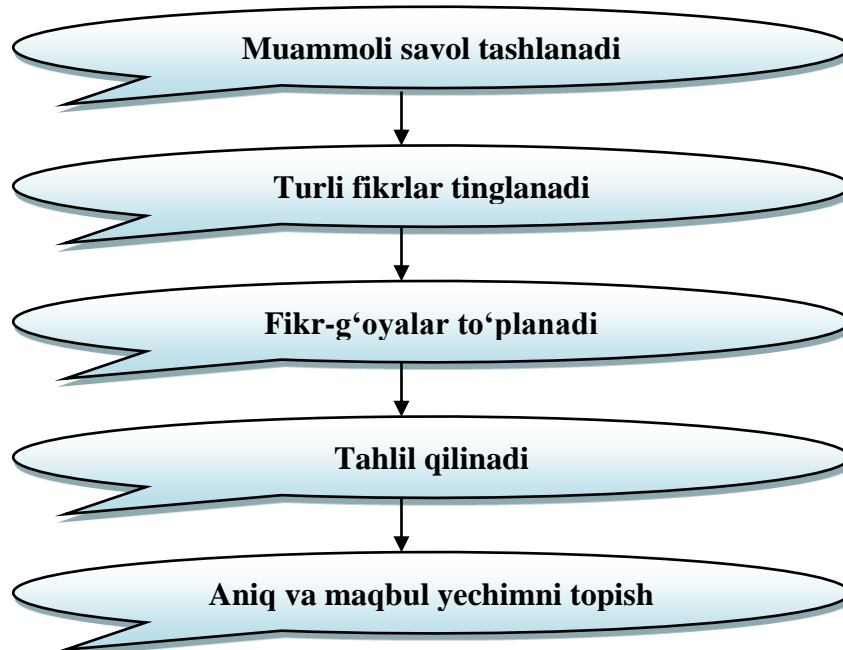 Muammoli savol tashlanadi
Turli fikrlar tinglanadi
Fikr-g‘oyalar to‘planadi
Tahlil qilinadi
Aniq va maqbul yechimni topish